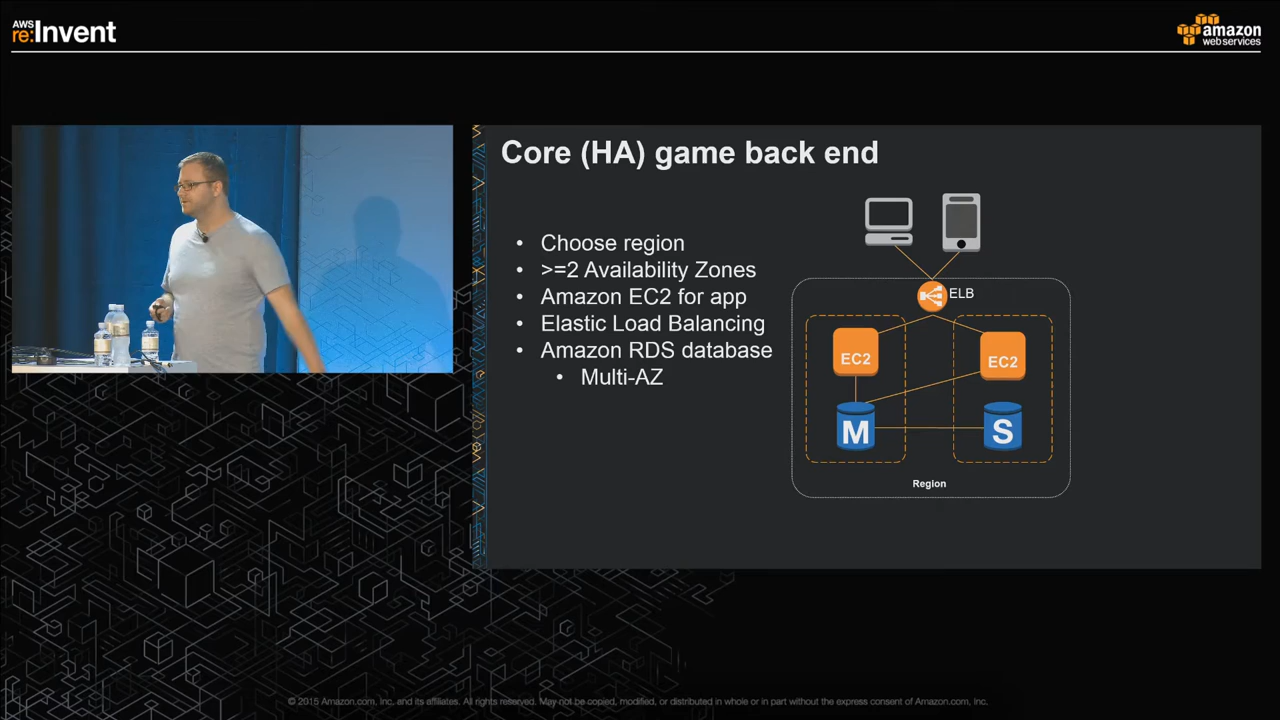 AWS
re:Invent
amazon
web services
Core (HA) game back end
• Choose region
• >=2 Availability Zones
• Amazon EC2 for app
• Elastic Load Balancing
• Amazon RDS database
• Multi-AZ
ELB
EC2
EC2
M
S
Region
© 2015 Amazon.com, Inc. and its affiliates. All rights reserved. May not be copied, modified, or distributed in whole or in part without the express consent of Amazon.com, Inc.